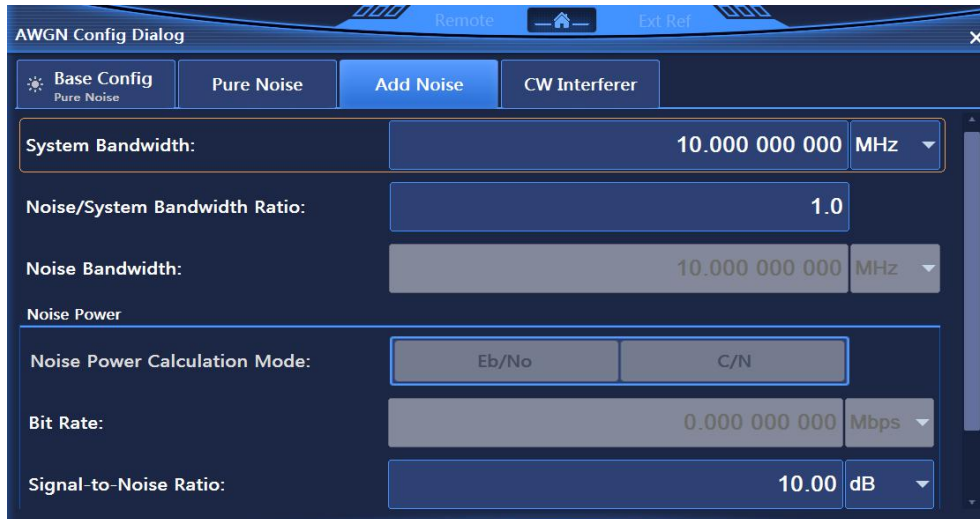 Remote Ext Ref
AWGN Config Dialog
Base Config Pure Noise Add Noise CW Interferer
Pure Noise
System Bandwidth: 10.000 000 000 MHz
Noise/System Bandwidth Ratio: 1.0
Noise Bandwidth: 10.000 000 000 MHz
Noise Power
Noise Power Calculation Mode: Eb/No C/N
Bit Rate: 0.000 000 000 Mbps
Signal-to-Noise Ratio: 10.00 dB